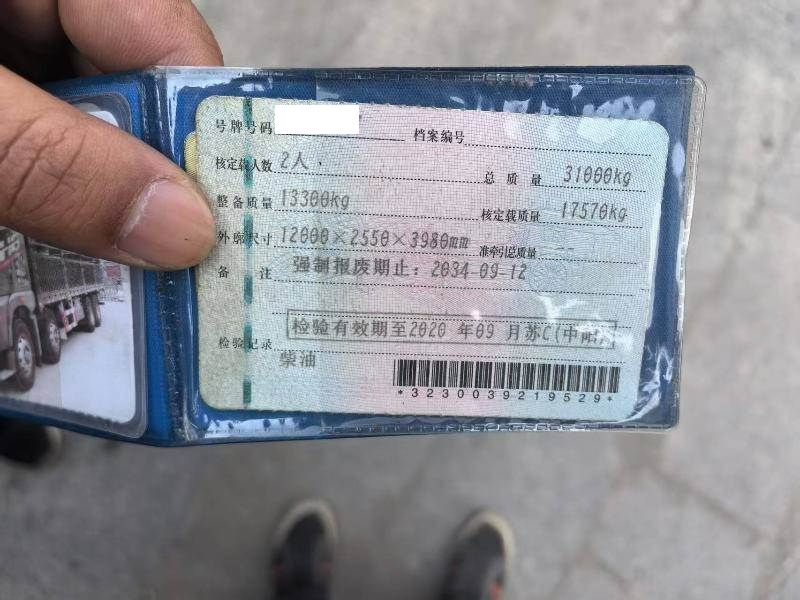 号牌号码
档案编号
核定载人数 2人
总质量 31000kg
整备质量 13300kg
核定载质量 17570kg
外廓尺寸 12000×2550×3980mm
准牵引总质量 --
备注 强制报废期止：2034-09-12
检验记录 检验有效期至2020 年09 月苏C(中阳)
柴油
*3230039219529*